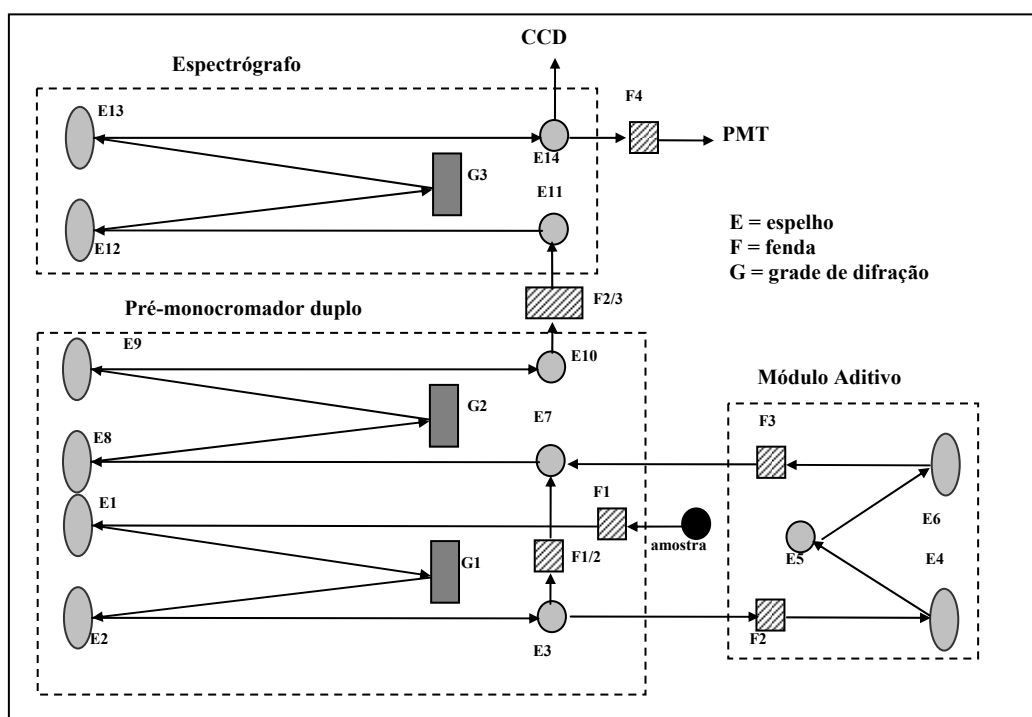 CCD
Espectrógrafo
F4
E13
PMT
E14
G3
E11
E12
E = espelho
F = fenda
G = grade de difração
F2/3
Pré-monocromador duplo
E9
E10
Módulo Aditivo
G2
E7
F3
E8
E1
F1
E6
amostra
F1/2
G1
E5
E4
E2
E3
F2